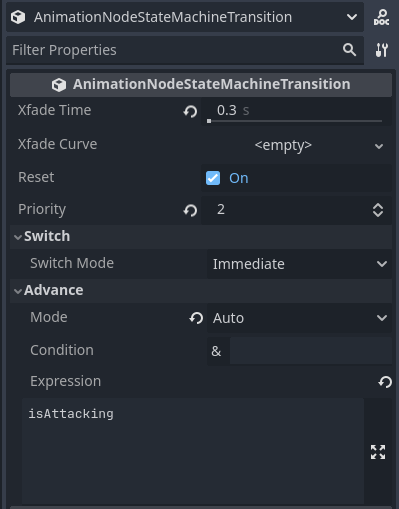 AnimationNodeStateMachineTransition
DOC
Filter Properties
AnimationNodeStateMachineTransition
Xfade Time 0.3 s
Xfade Curve <empty>
Reset On
Priority 2
Switch
Switch Mode Immediate
Advance
Mode Auto
Condition &
Expression
isAttacking